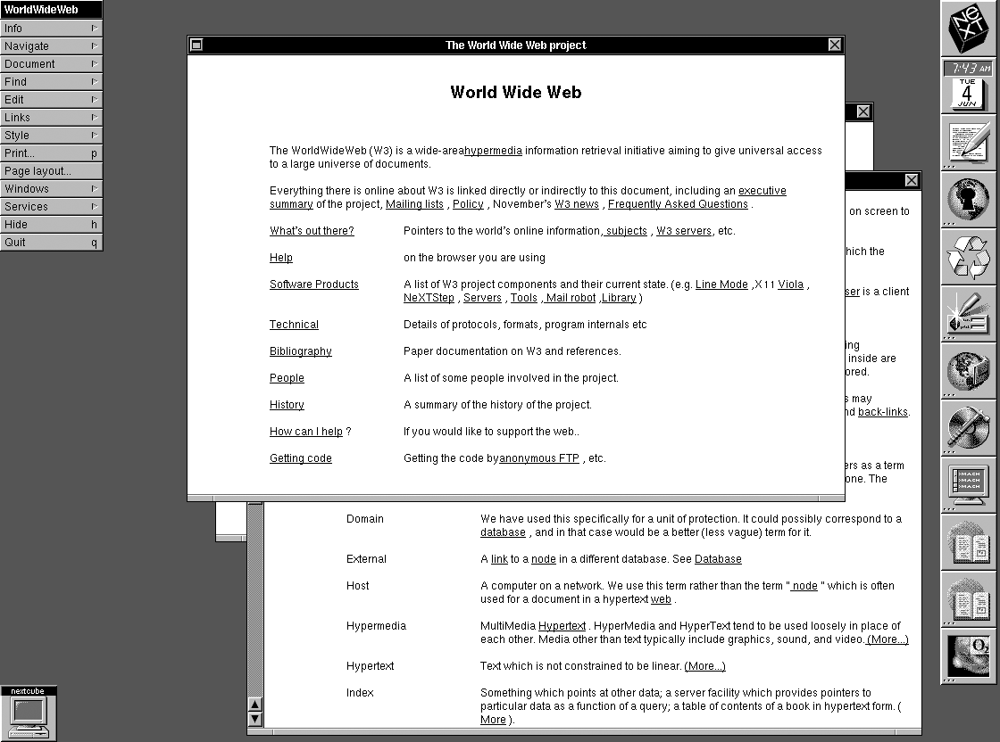 WorldWideWeb
Info
Navigate
Document
Find
Edit
Links
Style
Print... p
Page layout...
Windows
Services
Hide h
Quit q
The World Wide Web project
World Wide Web
The WorldWideWeb (W3) is a wide-areahypermedia information retrieval initiative aiming to give universal access
to a large universe of documents.
Everything there is online about W3 is linked directly or indirectly to this document, including an executive
summary of the project, Mailing lists , Policy , November's W3 news , Frequently Asked Questions .
What's out there? Pointers to the world's online information, subjects , W3 servers, etc.
Help on the browser you are using
Software Products A list of W3 project components and their current state. (e.g. Line Mode ,X11 Viola ,
NeXTStep , Servers , Tools , Mail robot ,Library )
Technical Details of protocols, formats, program internals etc
Bibliography Paper documentation on W3 and references.
People A list of some people involved in the project.
History A summary of the history of the project.
How can I help ? If you would like to support the web..
Getting code Getting the code byanonymous FTP , etc.
on screen to
hich the
ser is a client
ing
inside are
ored.
s may
nd back-links.
ers as a term
one. The
Domain We have used this specifically for a unit of protection. It could possibly correspond to a
database , and in that case would be a better (less vague) term for it.
External A link to a node in a different database. See Database
Host A computer on a network. We use this term rather than the term " node " which is often
used for a document in a hypertext web .
Hypermedia MultiMedia Hypertext . HyperMedia and HyperText tend to be used loosely in place of
each other. Media other than text typically include graphics, sound, and video. (More...)
Hypertext Text which is not constrained to be linear. (More...)
Index Something which points at other data; a server facility which provides pointers to
particular data as a function of a query; a table of contents of a book in hypertext form. (
More ).
NeXT
7:43 AM
TUE
4
JUN
MACH
MACH
MACH
O2
nextcube